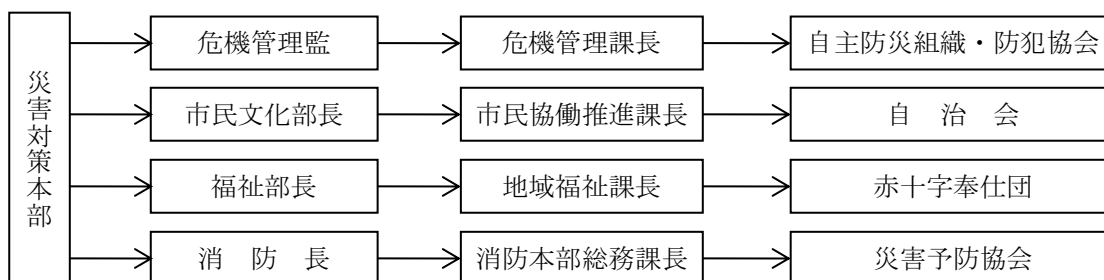 災害対策本部
危機管理監 危機管理課長 自主防災組織・防犯協会
市民文化部長 市民協働推進課長 自　治　会
福祉部長 地域福祉課長 赤十字奉仕団
消　防　長 消防本部総務課長 災害予防協会